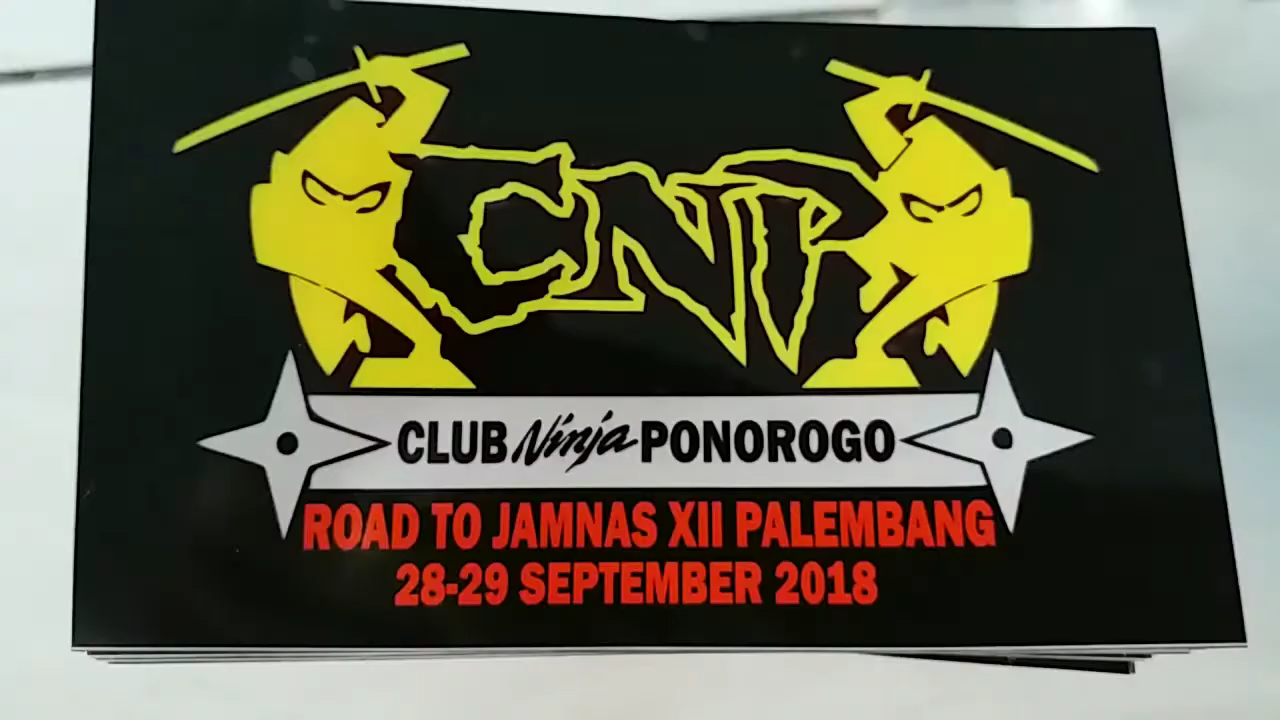 CNP
CLUB Ninja PONOROGO
ROAD TO JAMNAS XII PALEMBANG
28-29 SEPTEMBER 2018